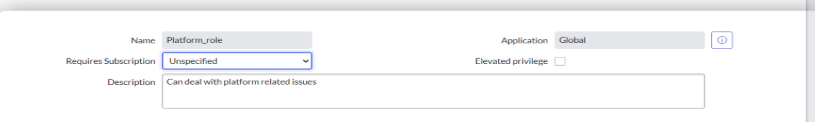 Name Platform_role Application Global
Requires Subscription Unspecified Elevated privilege
Description Can deal with platform related issues